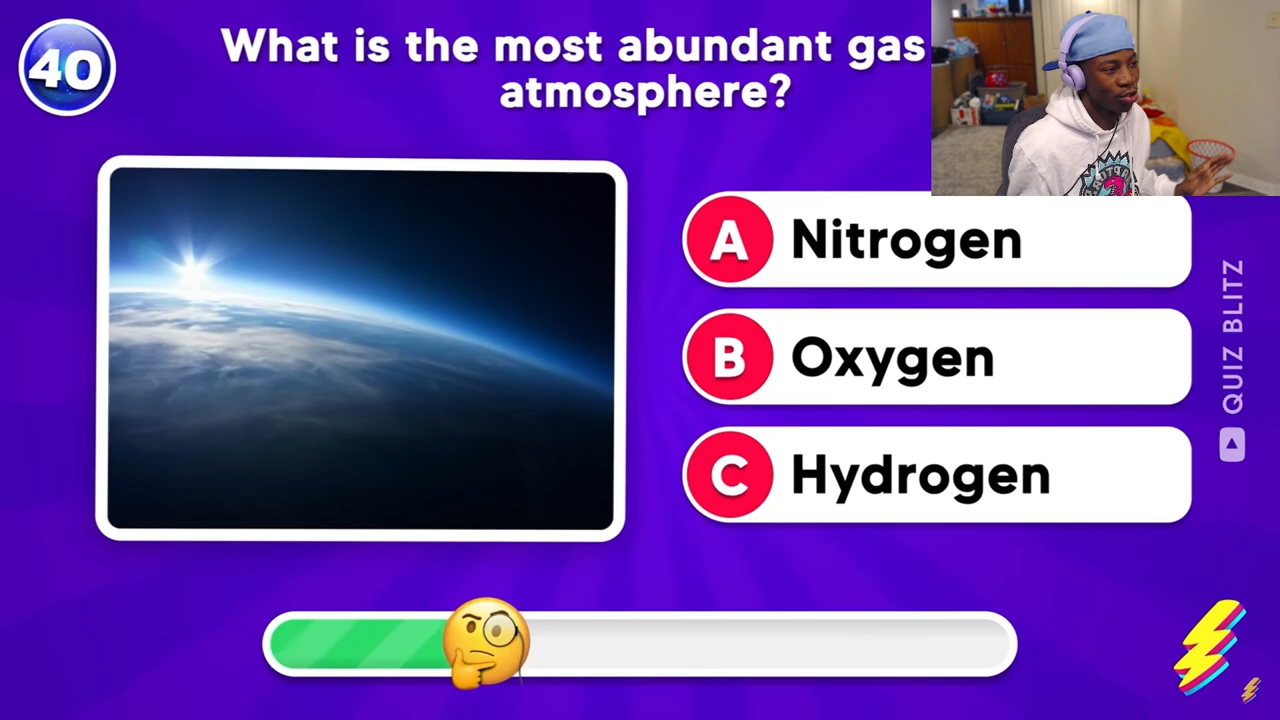 40
What is the most abundant gas
atmosphere?
A Nitrogen
B Oxygen
C Hydrogen
QUIZ BLITZ